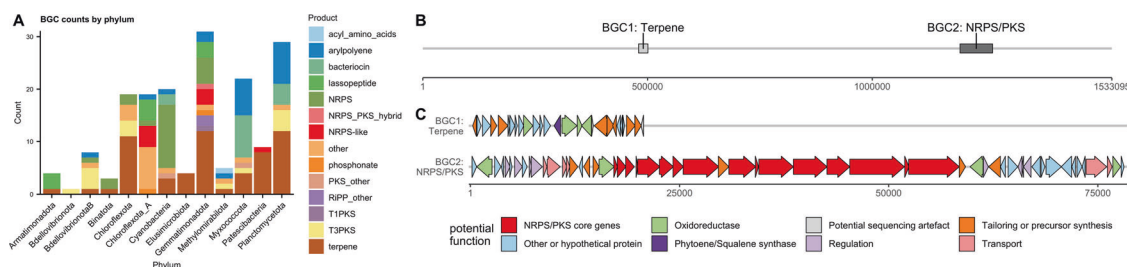 A
BGC counts by phylum
30
20
10
0
Count
Armatimonadota
Bdellovibrionota
BdellovibrionotaB
Binatota
Chloroflexota
Chloroflexota_A
Cyanobacteria
Elusimicrobiota
Gemmatimonadota
Methylomirabilota
Myxococcota
Patescibacteria
Planctomycetota
Phylum
Product
acyl_amino_acids
arylpolyene
bacteriocin
lassopeptide
NRPS
NRPS_PKS_hybrid
NRPS-like
other
phosphonate
PKS_other
RiPP_other
T1PKS
T3PKS
terpene
B
BGC1: Terpene
BGC2: NRPS/PKS
500000
1000000
1533095
C
BGC1:
Terpene
BGC2:
NRPS/PKS
25000
50000
75000
potential
function
NRPS/PKS core genes
Oxidoreductase
Potential sequencing artefact
Tailoring or precursor synthesis
Other or hypothetical protein
Phytoene/Squalene synthase
Regulation
Transport